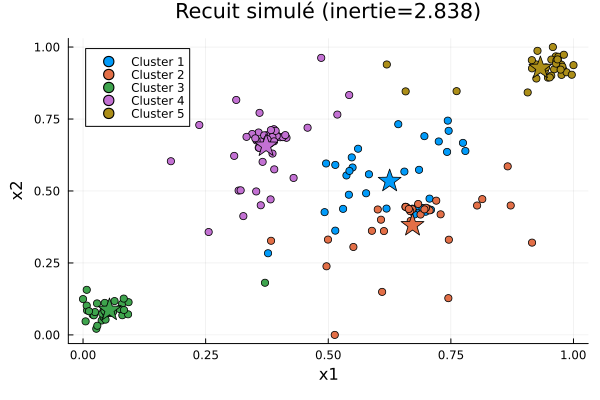 Recuit simulé (inertie=2.838)
Cluster 1
Cluster 2
Cluster 3
Cluster 4
Cluster 5
1.00
0.75
0.50
0.25
0.00
x2
0.00 0.25 0.50 0.75 1.00
x1